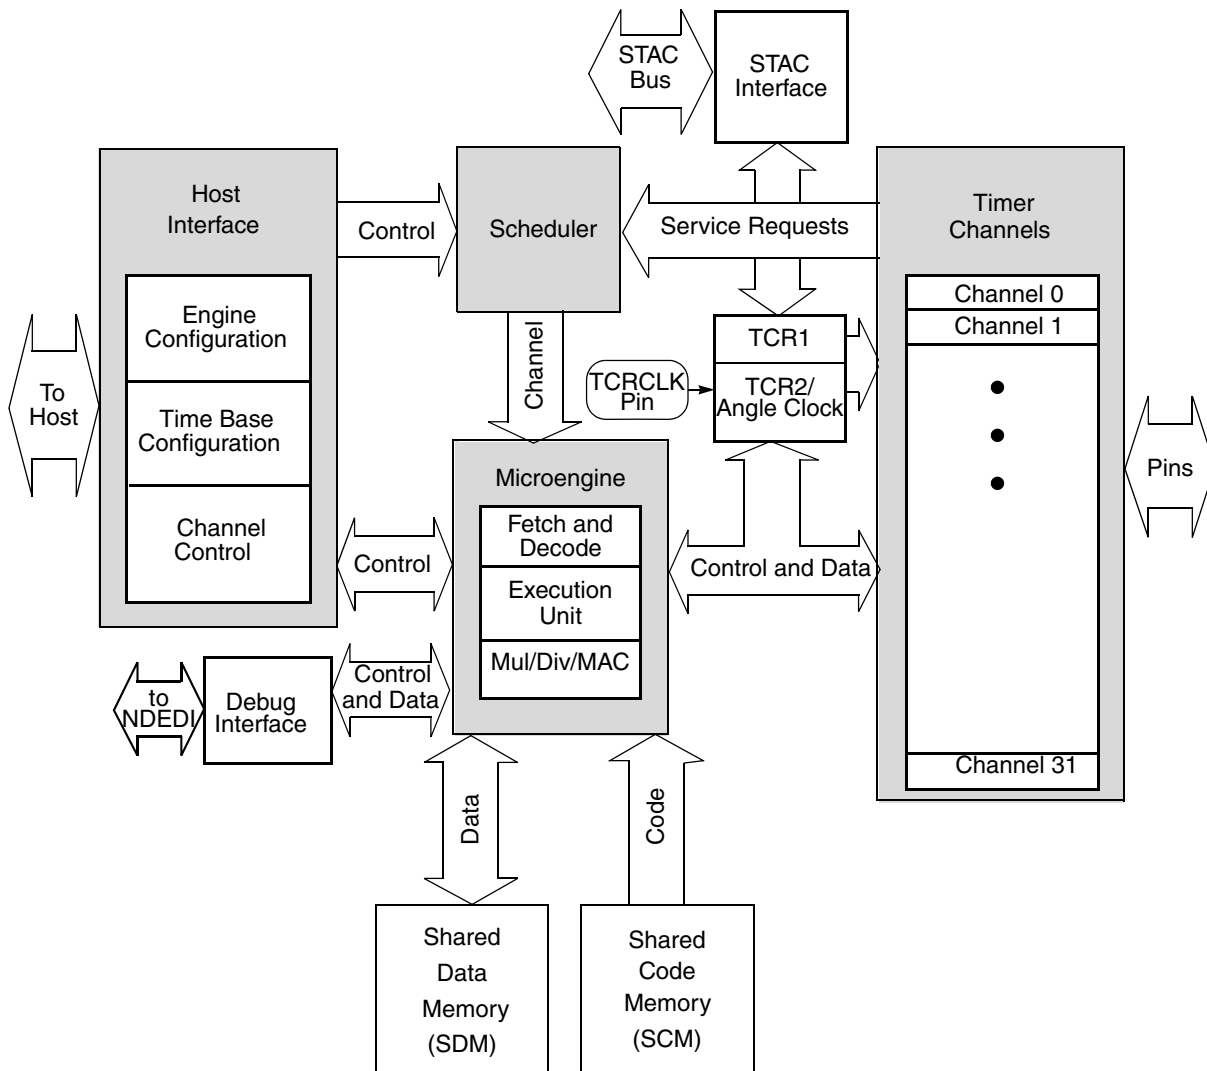 STAC
Bus
STAC
Interface
Host
Interface
Control
Scheduler
Service Requests
Timer
Channels
Engine
Configuration
Time Base
Configuration
Channel
Control
To
Host
Channel
TCRCLK
Pin
TCR1
TCR2/
Angle Clock
Channel 0
Channel 1
Channel 31
Pins
Microengine
Fetch and
Decode
Execution
Unit
Mul/Div/MAC
Control
Control and Data
to
NDEDI
Debug
Interface
Control
and Data
Data
Code
Shared
Data
Memory
(SDM)
Shared
Code
Memory
(SCM)